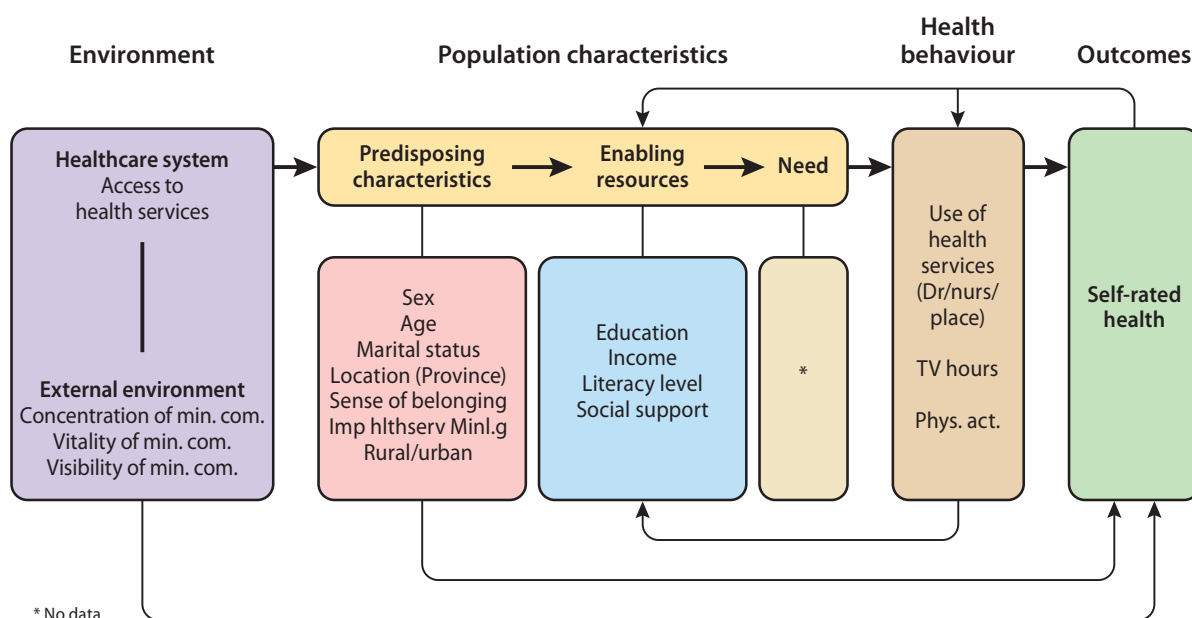 Environment
Population characteristics
Health
behaviour
Outcomes
Healthcare system
Access to
health services
External environment
Concentration of min. com.
Vitality of min. com.
Visibility of min. com.
Predisposing
characteristics
Enabling
resources
Need
Sex
Age
Marital status
Location (Province)
Sense of belonging
Imp hlthserv Minl.g
Rural/urban
Education
Income
Literacy level
Social support
*
Use of
health
services
(Dr/nurs/
place)
TV hours
Phys. act.
Self-rated
health
* No data